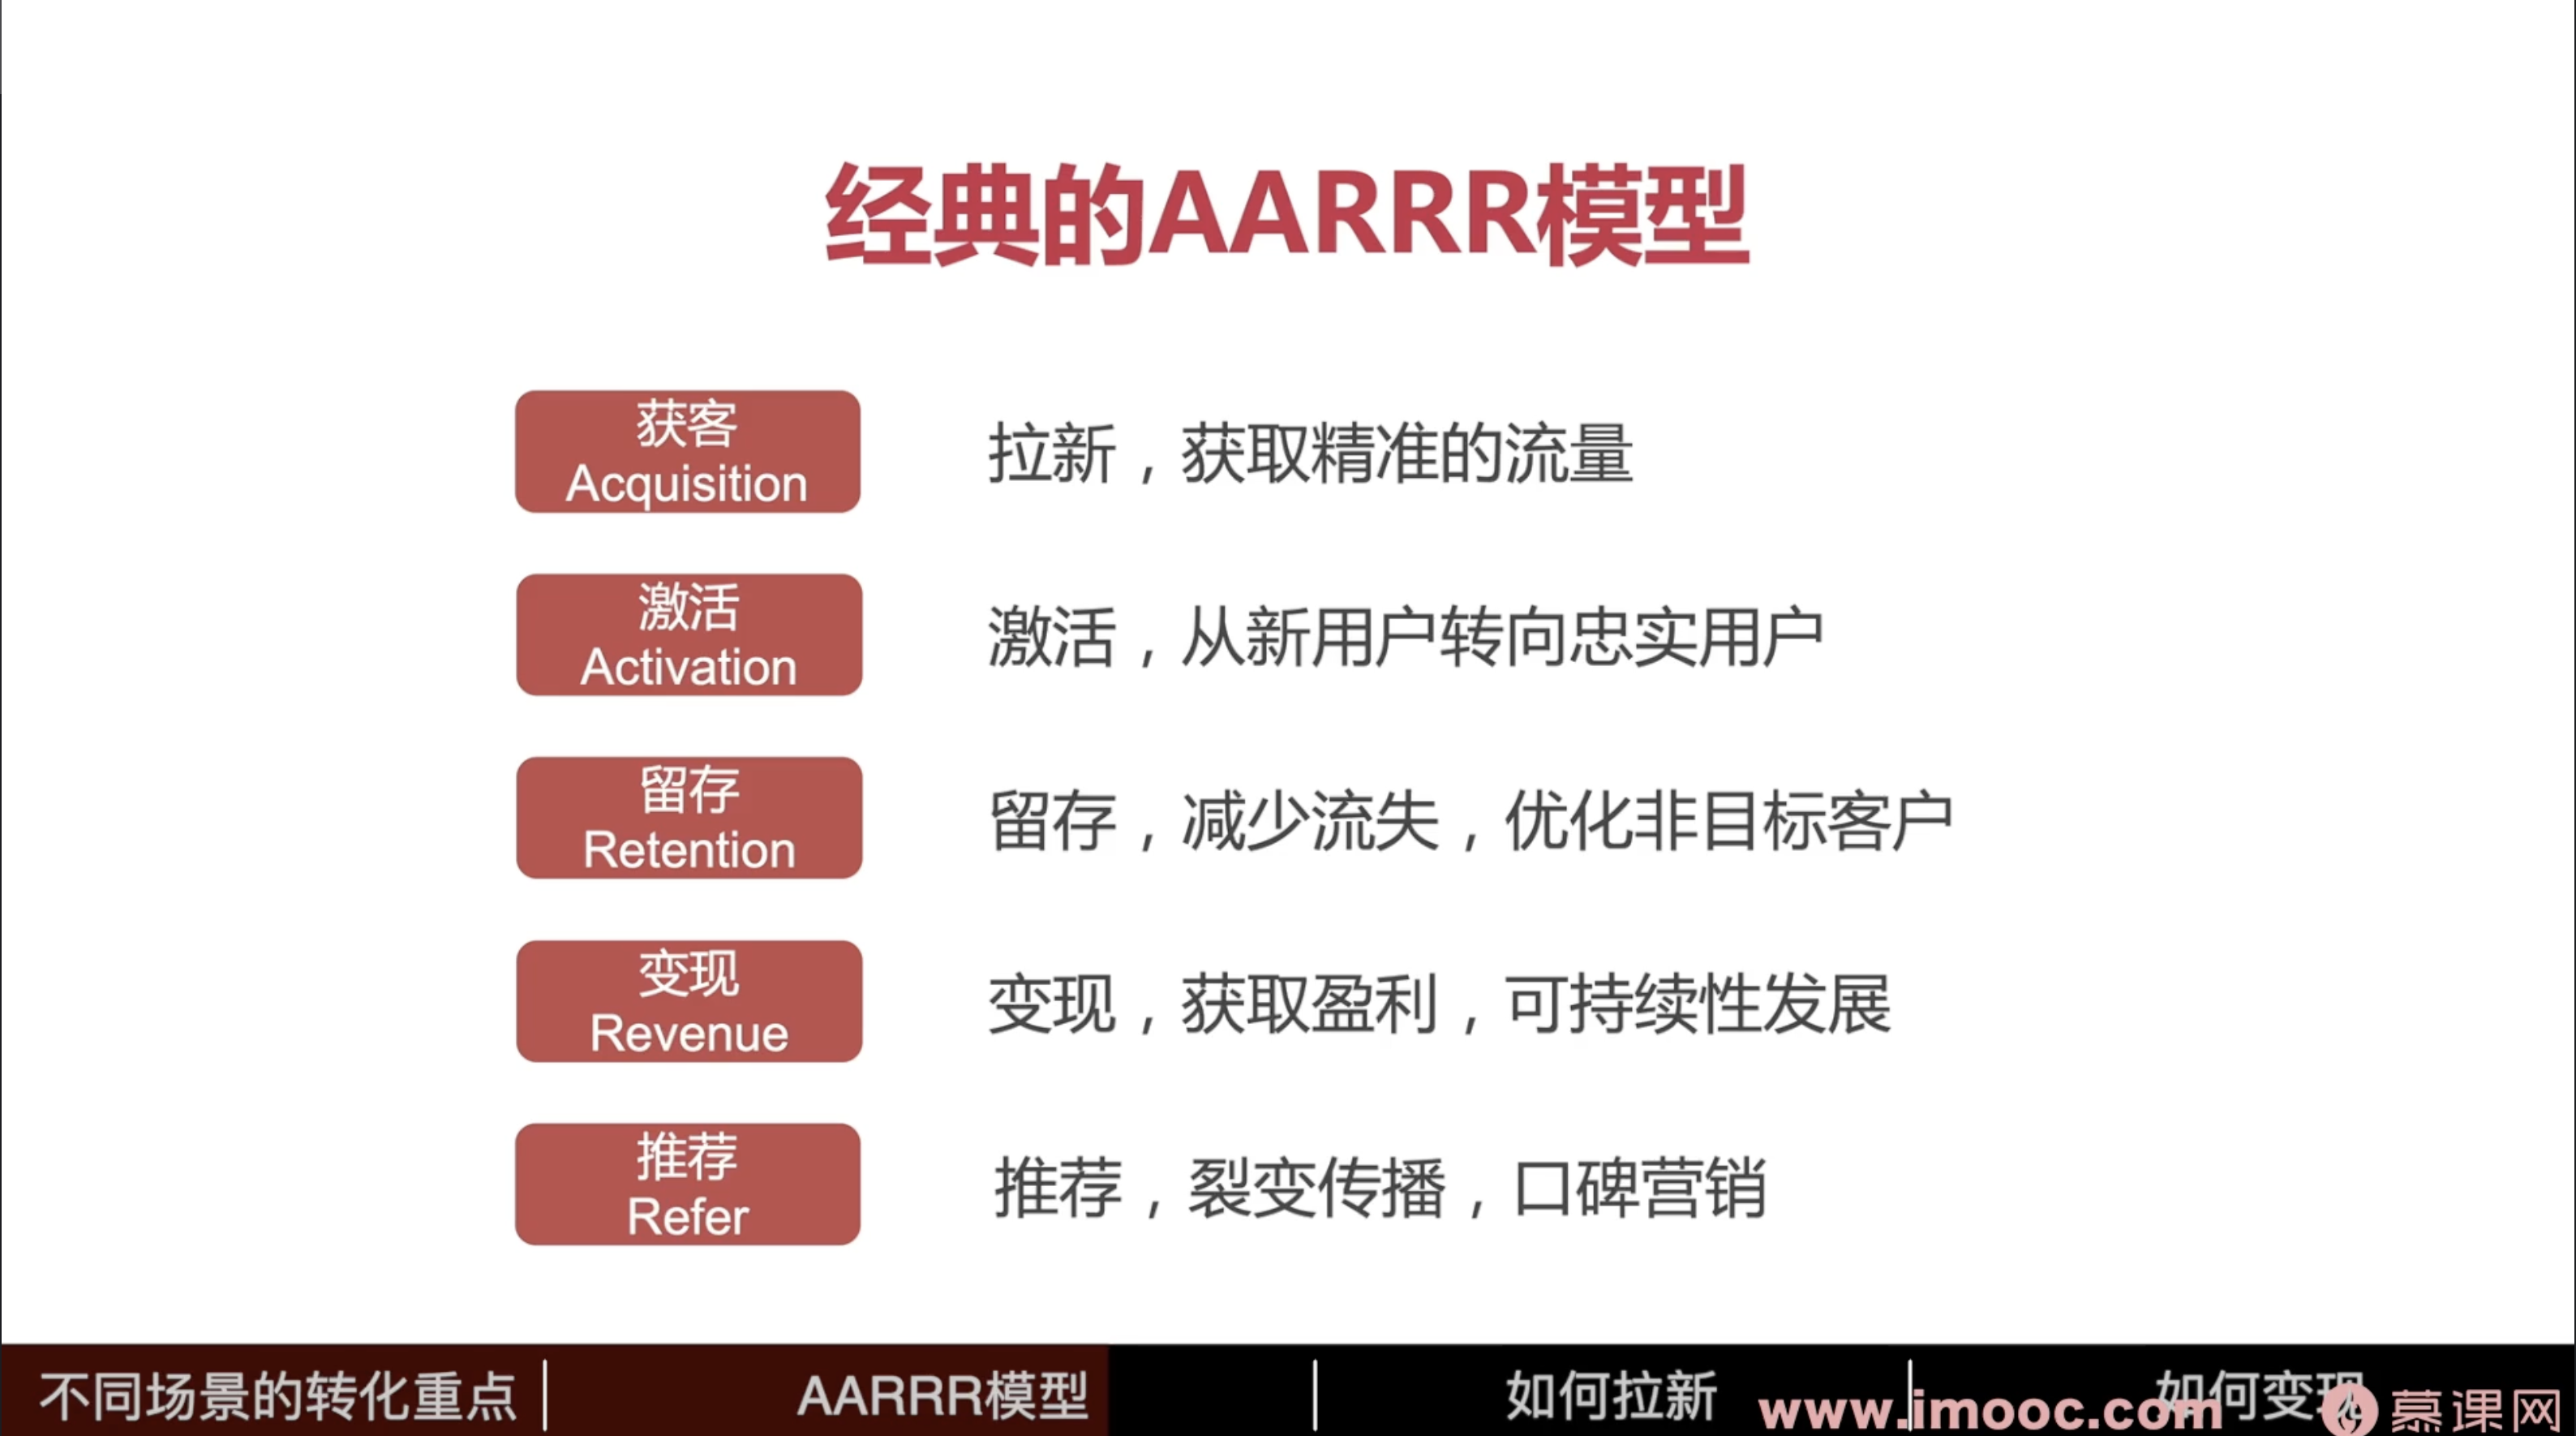 经典的AARRR模型
获客
Acquisition
拉新，获取精准的流量
激活
Activation
激活，从新用户转向忠实用户
留存
Retention
留存，减少流失，优化非目标客户
变现
Revenue
变现，获取盈利，可持续性发展
推荐
Refer
推荐，裂变传播，口碑营销
不同场景的转化重点
AARRR模型
如何拉新
如何变现
www.imooc.com
慕课网